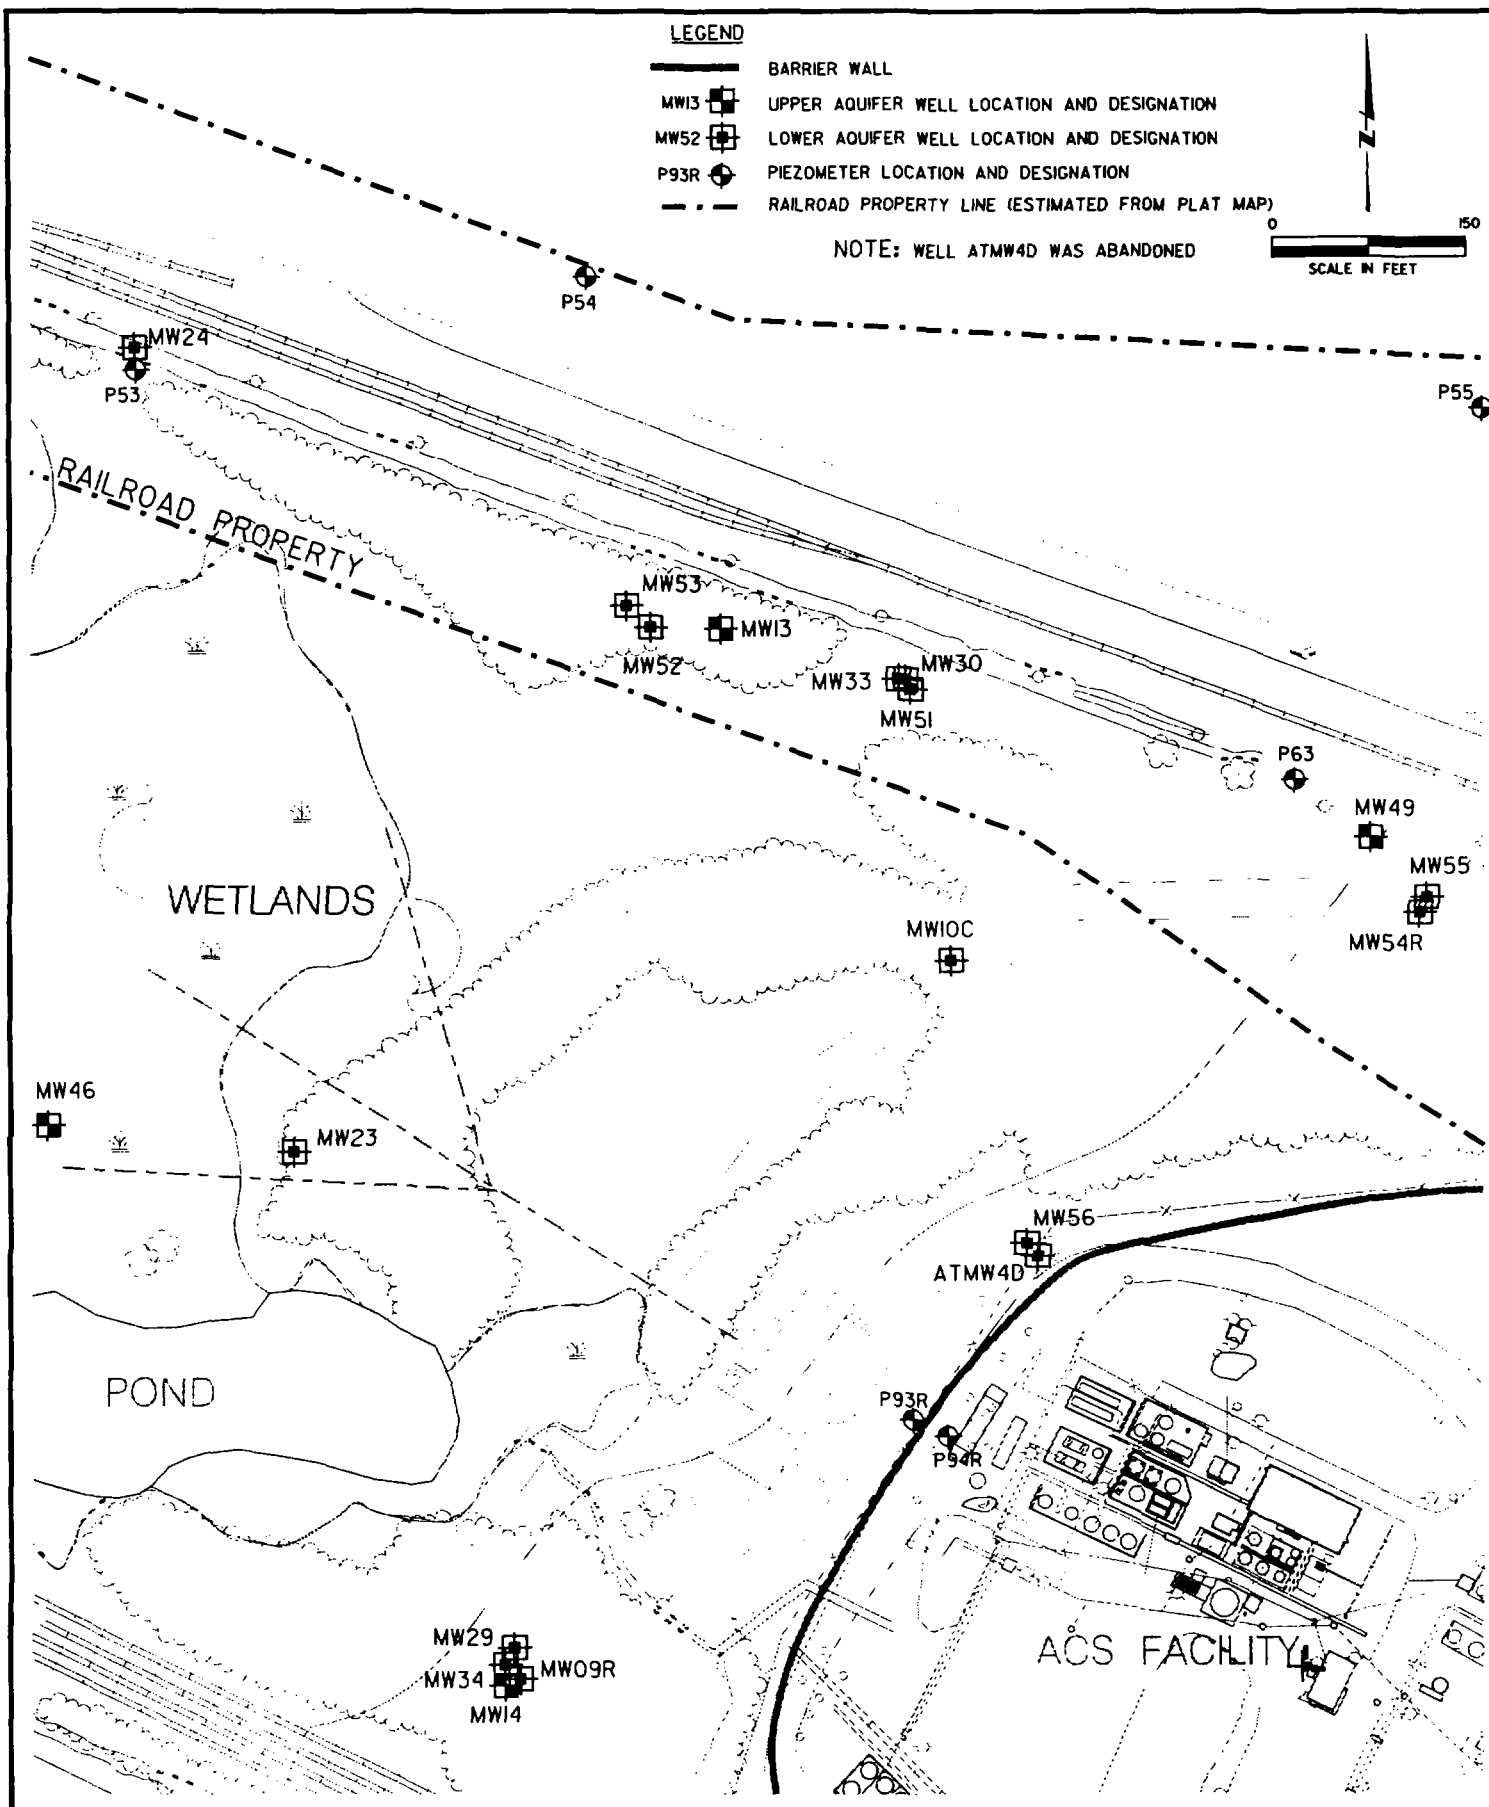 LEGEND
BARRIER WALL
MW13 UPPER AQUIFER WELL LOCATION AND DESIGNATION
MW52 LOWER AQUIFER WELL LOCATION AND DESIGNATION
P93R PIEZOMETER LOCATION AND DESIGNATION
RAILROAD PROPERTY LINE (ESTIMATED FROM PLAT MAP)
NOTE: WELL ATMW4D WAS ABANDONED
N
0 150
SCALE IN FEET
P54
MW24
P53
P55
RAILROAD PROPERTY
MW53
MW13
MW52
MW33
MW30
MW51
P63
MW49
MW55
MW54R
WETLANDS
MW10C
MW46
MW23
MW56
ATMW4D
POND
P93R
P94R
MW29
MW34
MW09R
MW14
ACS FACILITY